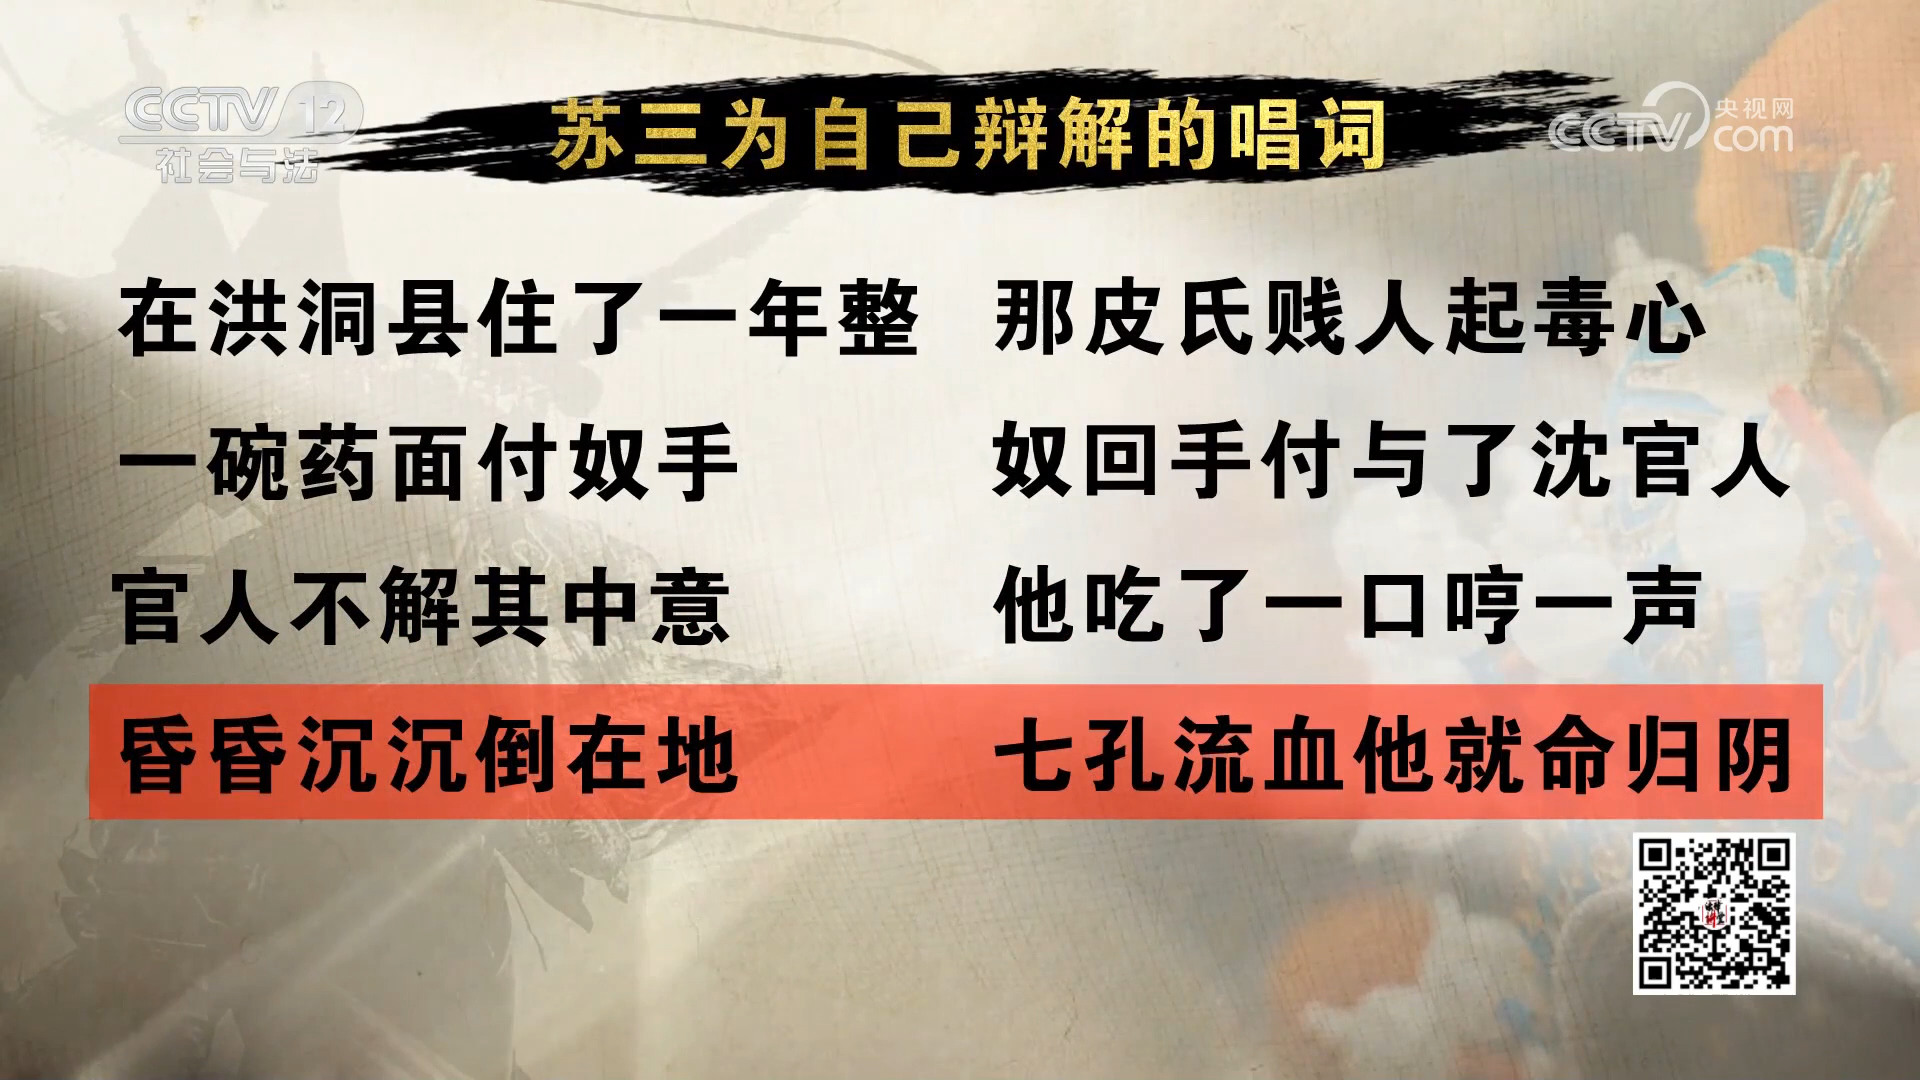 CCTV 12
社会与法
苏三为自己辩解的唱词
央视网
CCTV com
在洪洞县住了一年整 那皮氏贱人起毒心
一碗药面付奴手 奴回手付与了沈官人
官人不解其中意 他吃了一口哼一声
昏昏沉沉倒在地 七孔流血他就命归阴